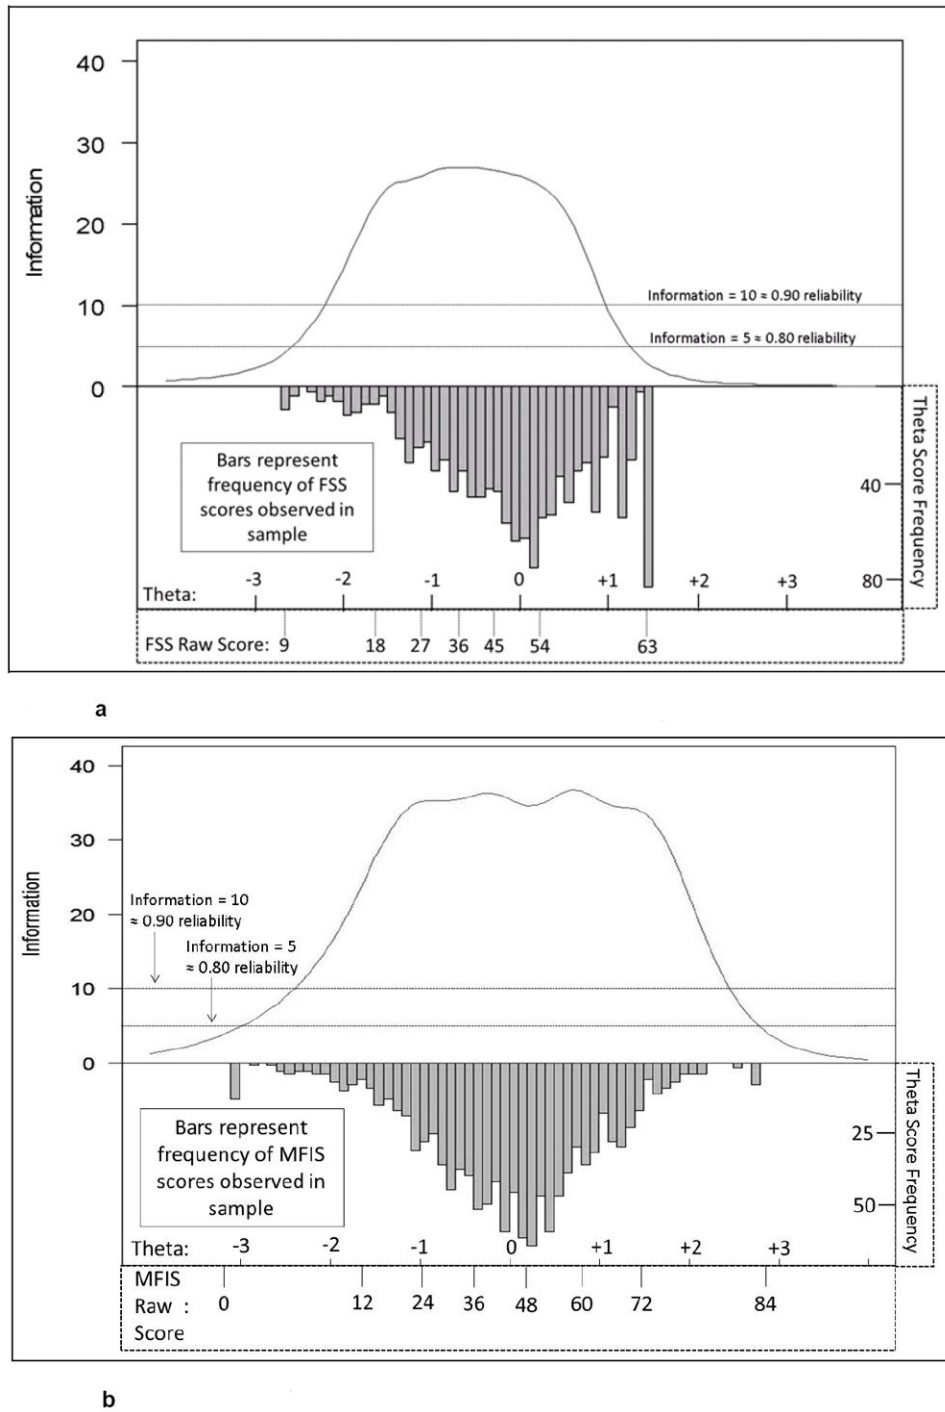 40
30
20
10
0
Information
Information = 10 ≈ 0.90 reliability
Information = 5 ≈ 0.80 reliability
Bars represent
frequency of FSS
scores observed in
sample
40
80
Theta Score Frequency
Theta: -3 -2 -1 0 +1 +2 +3
FSS Raw Score: 9 18 27 36 45 54 63
a
40
30
20
10
0
Information
Information = 10
≈ 0.90 reliability
Information = 5
≈ 0.80 reliability
Bars represent
frequency of MFIS
scores observed in
sample
25
50
Theta Score Frequency
Theta: -3 -2 -1 0 +1 +2 +3
MFIS
Raw : 0 12 24 36 48 60 72 84
Score
b